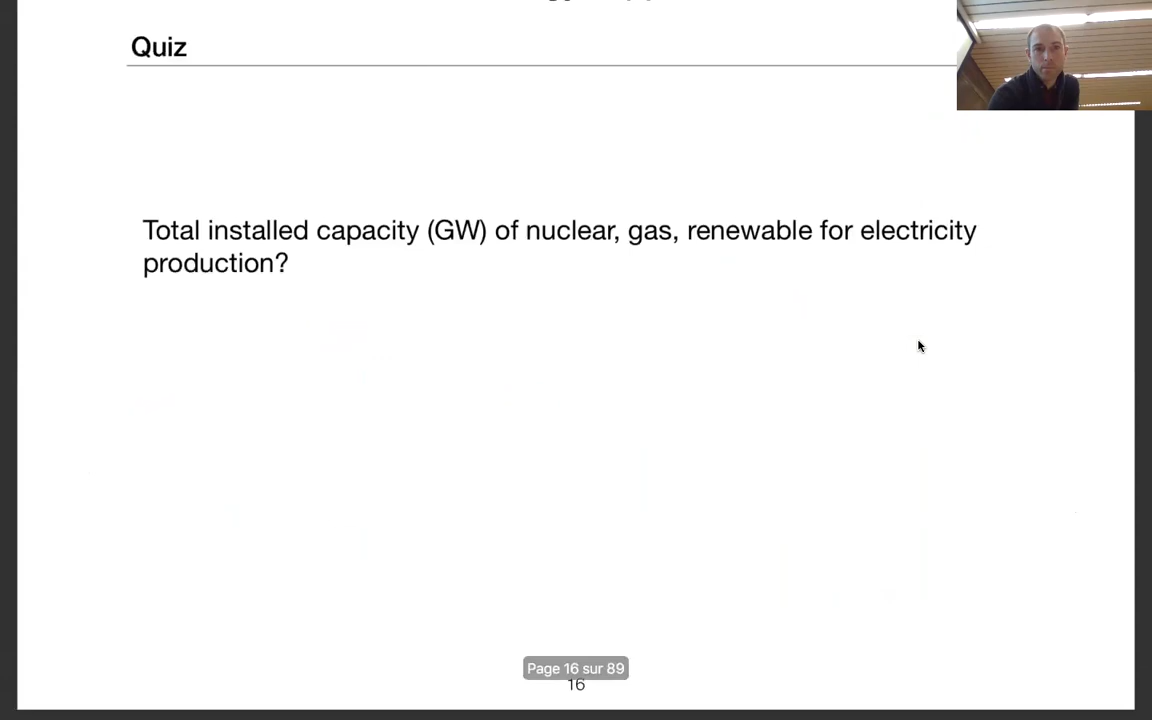 Quiz
Total installed capacity (GW) of nuclear, gas, renewable for electricity
production?
Page 16 sur 89
16